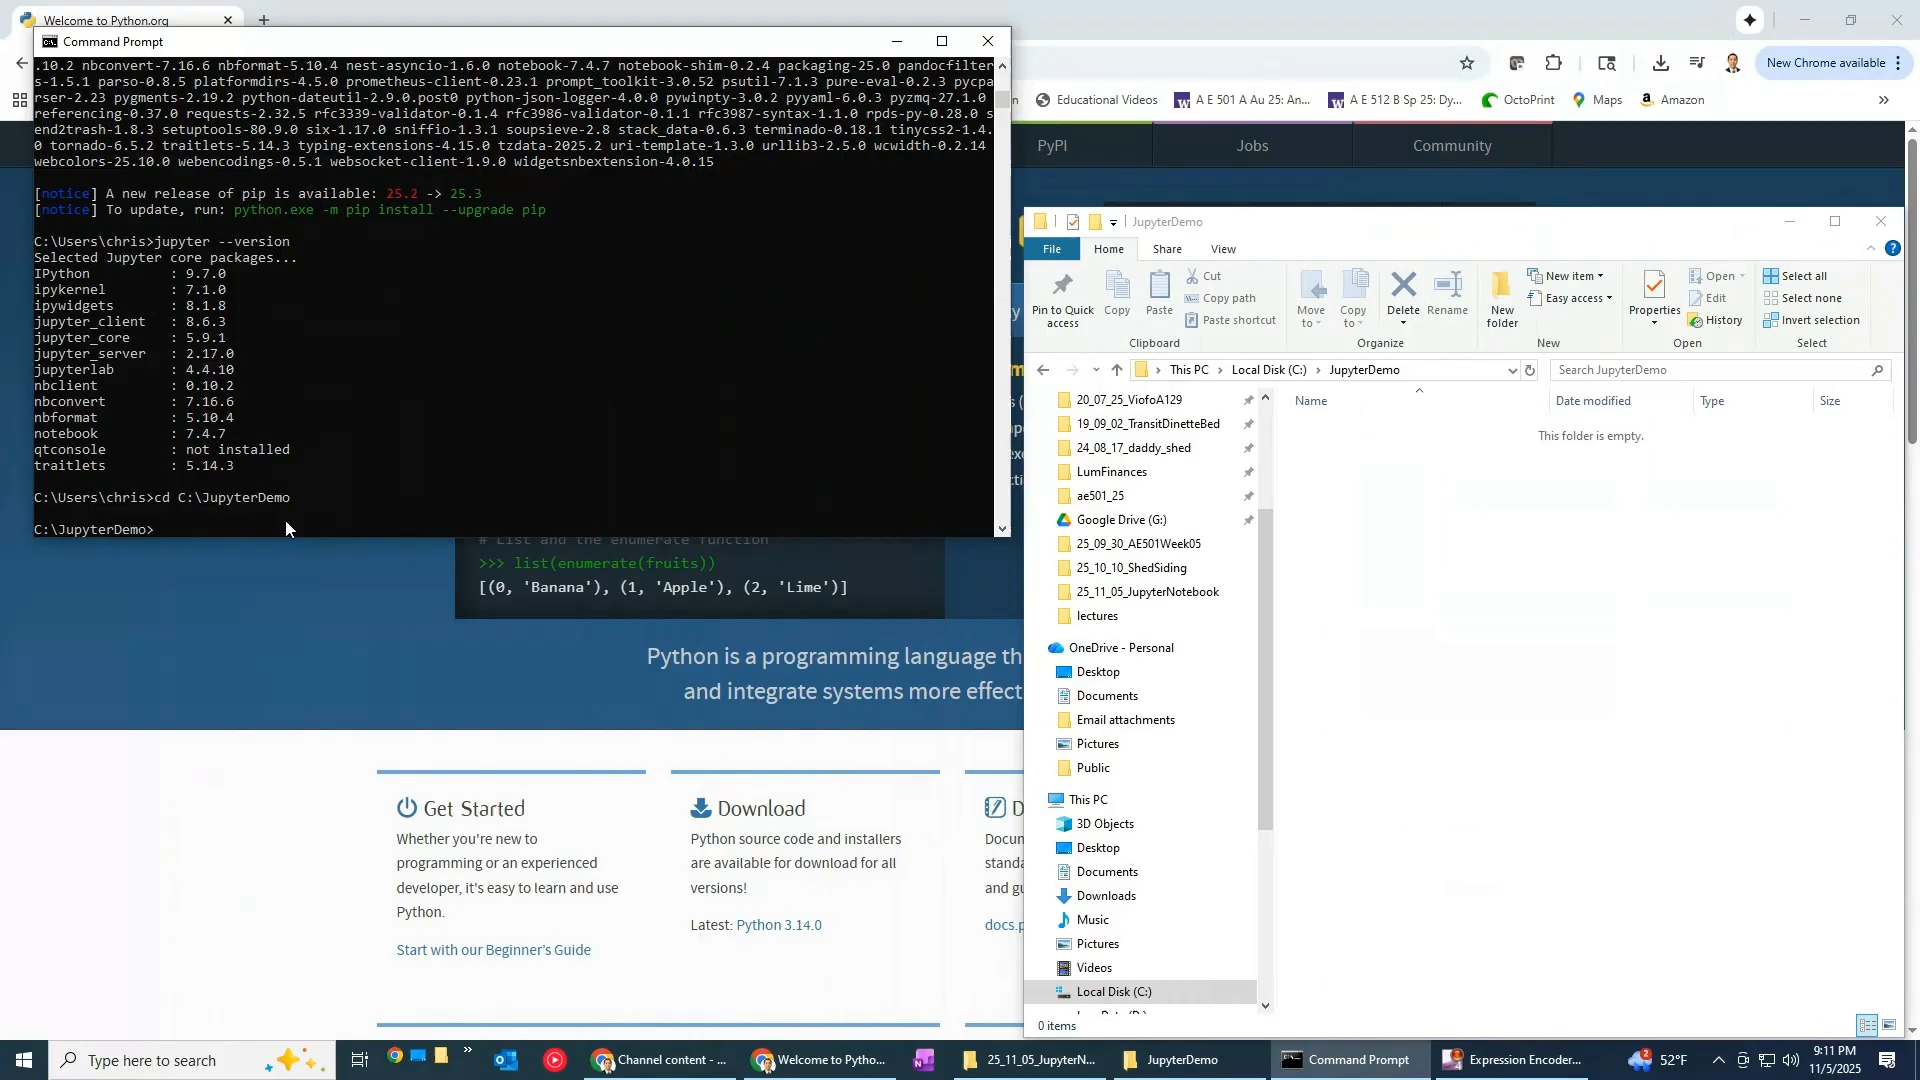 Welcome to Python.org
Command Prompt
.10.2 nbconvert-7.16.6 nbformat-5.10.4 nest-asyncio-1.6.0 notebook-7.4.7 notebook-shim-0.2.4 packaging-25.0 pandocfilter
s-1.5.1 parso-0.8.5 platformdirs-4.5.0 prometheus-client-0.23.1 prompt_toolkit-3.0.52 psutil-7.1.3 pure-eval-0.2.3 pycpa
rser-2.23 pygments-2.19.2 python-dateutil-2.9.0.post0 python-json-logger-4.0.0 pywinpty-3.0.2 pyyaml-6.0.3 pyzmq-27.1.0
referencing-0.37.0 requests-2.32.5 rfc3339-validator-0.1.4 rfc3986-validator-0.1.1 rfc3987-syntax-1.1.0 rpds-py-0.28.0 s
end2trash-1.8.3 setuptools-80.9.0 six-1.17.0 sniffio-1.3.1 soupsieve-2.8 stack_data-0.6.3 terminado-0.18.1 tinycss2-1.4.
0 tornado-6.5.2 traitlets-5.14.3 typing-extensions-4.15.0 tzdata-2025.2 uri-template-1.3.0 urllib3-2.5.0 wcwidth-0.2.14
webcolors-25.10.0 webencodings-0.5.1 websocket-client-1.9.0 widgetsnbextension-4.0.15
[notice] A new release of pip is available: 25.2 -> 25.3
[notice] To update, run: python.exe -m pip install --upgrade pip
C:\Users\chris>jupyter --version
Selected Jupyter core packages...
IPython : 9.7.0
ipykernel : 7.1.0
ipywidgets : 8.1.8
jupyter_client : 8.6.3
jupyter_core : 5.9.1
jupyter_server : 2.17.0
jupyterlab : 4.4.10
nbclient : 0.10.2
nbconvert : 7.16.6
nbformat : 5.10.4
notebook : 7.4.7
qtconsole : not installed
traitlets : 5.14.3
C:\Users\chris>cd C:\JupyterDemo
C:\JupyterDemo>
New Chrome available
Educational Videos A E 501 A Au 25: An... A E 512 B Sp 25: Dy... OctoPrint Maps Amazon
PyPI Jobs Community
# List and the enumerate function
>>> list(enumerate(fruits))
[(0, 'Banana'), (1, 'Apple'), (2, 'Lime')]
Python is a programming language th
and integrate systems more effect
Get Started
Whether you're new to
programming or an experienced
developer, it's easy to learn and use
Python.
Start with our Beginner's Guide
Download
Python source code and installers
are available for download for all
versions!
Latest: Python 3.14.0
D
Docun
standa
and gu
docs.p
JupyterDemo
File Home Share View
Pin to Quick
access
Copy
Paste
Cut
Copy path
Paste shortcut
Clipboard
Move
to
Copy
to
Delete
Rename
Organize
New
folder
New item
Easy access
New
Properties
Open
Edit
History
Open
Select all
Select none
Invert selection
Select
This PC Local Disk (C:) JupyterDemo
Search JupyterDemo
Name Date modified Type Size
This folder is empty.
20_07_25_ViofoA129
19_09_02_TransitDinetteBed
24_08_17_daddy_shed
LumFinances
ae501_25
Google Drive (G:)
25_09_30_AE501Week05
25_10_10_ShedSiding
25_11_05_JupyterNotebook
lectures
OneDrive - Personal
Desktop
Documents
Email attachments
Pictures
Public
This PC
3D Objects
Desktop
Documents
Downloads
Music
Pictures
Videos
Local Disk (C:)
0 items
Type here to search
Channel content - ...
Welcome to Pytho...
25_11_05_JupyterN...
JupyterDemo
Command Prompt
Expression Encoder...
2
52°F
9:11 PM
11/5/2025